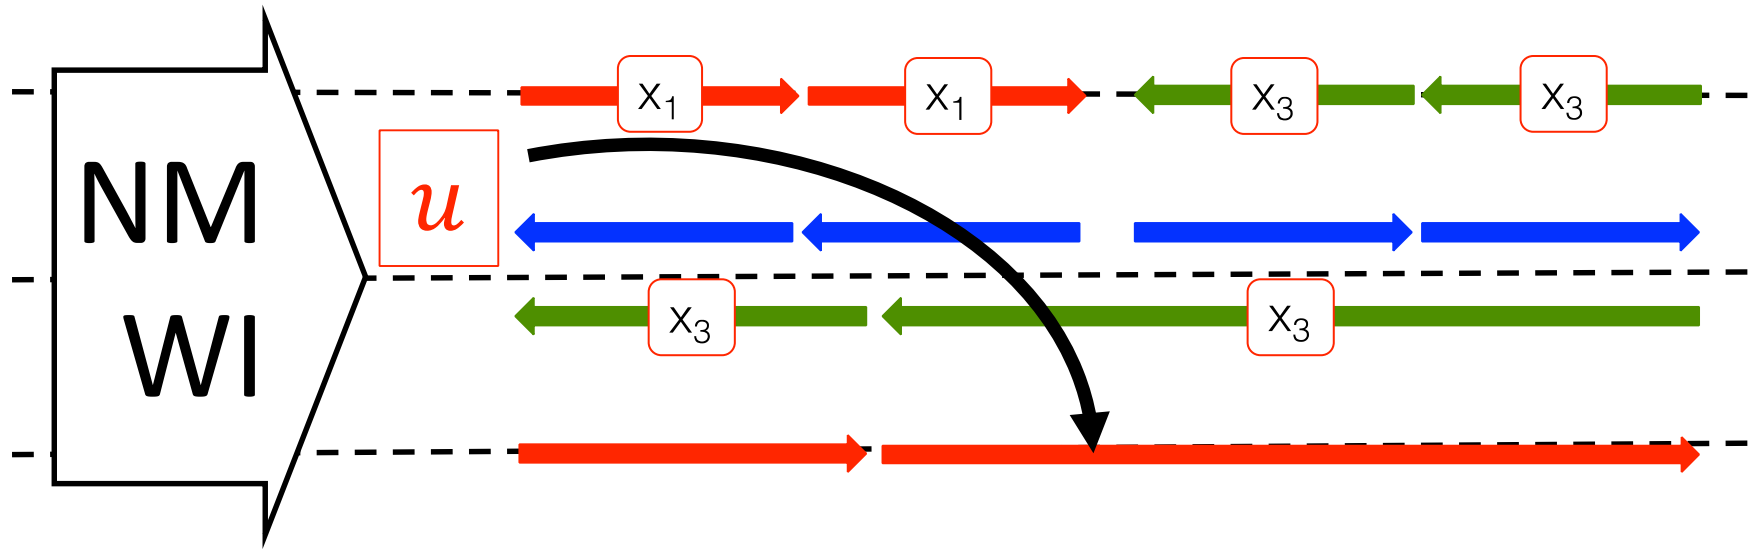 x₁ x₁ x₃ x₃
NM
u
WI
x₃ x₃